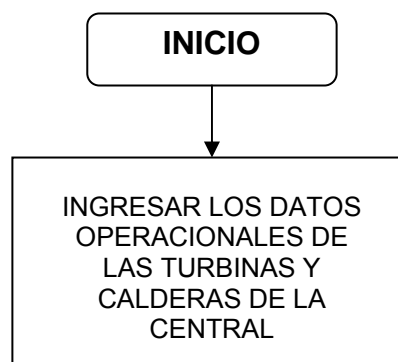 INICIO
INGRESAR LOS DATOS
OPERACIONALES DE
LAS TURBINAS Y
CALDERAS DE LA
CENTRAL